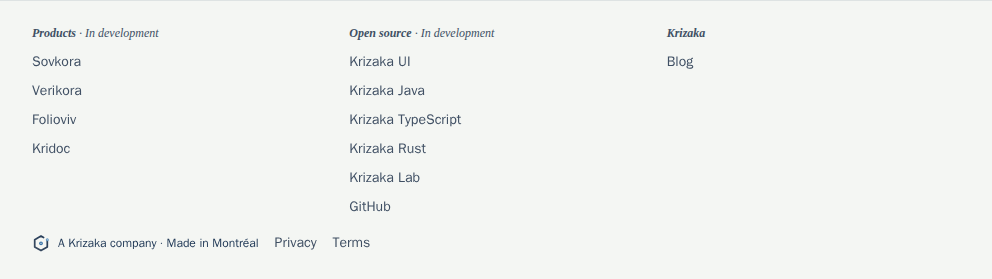 Products · In development
Sovkora
Verikora
Folioviv
Kridoc
Open source · In development
Krizaka UI
Krizaka Java
Krizaka TypeScript
Krizaka Rust
Krizaka Lab
GitHub
Krizaka
Blog
A Krizaka company · Made in Montréal Privacy Terms